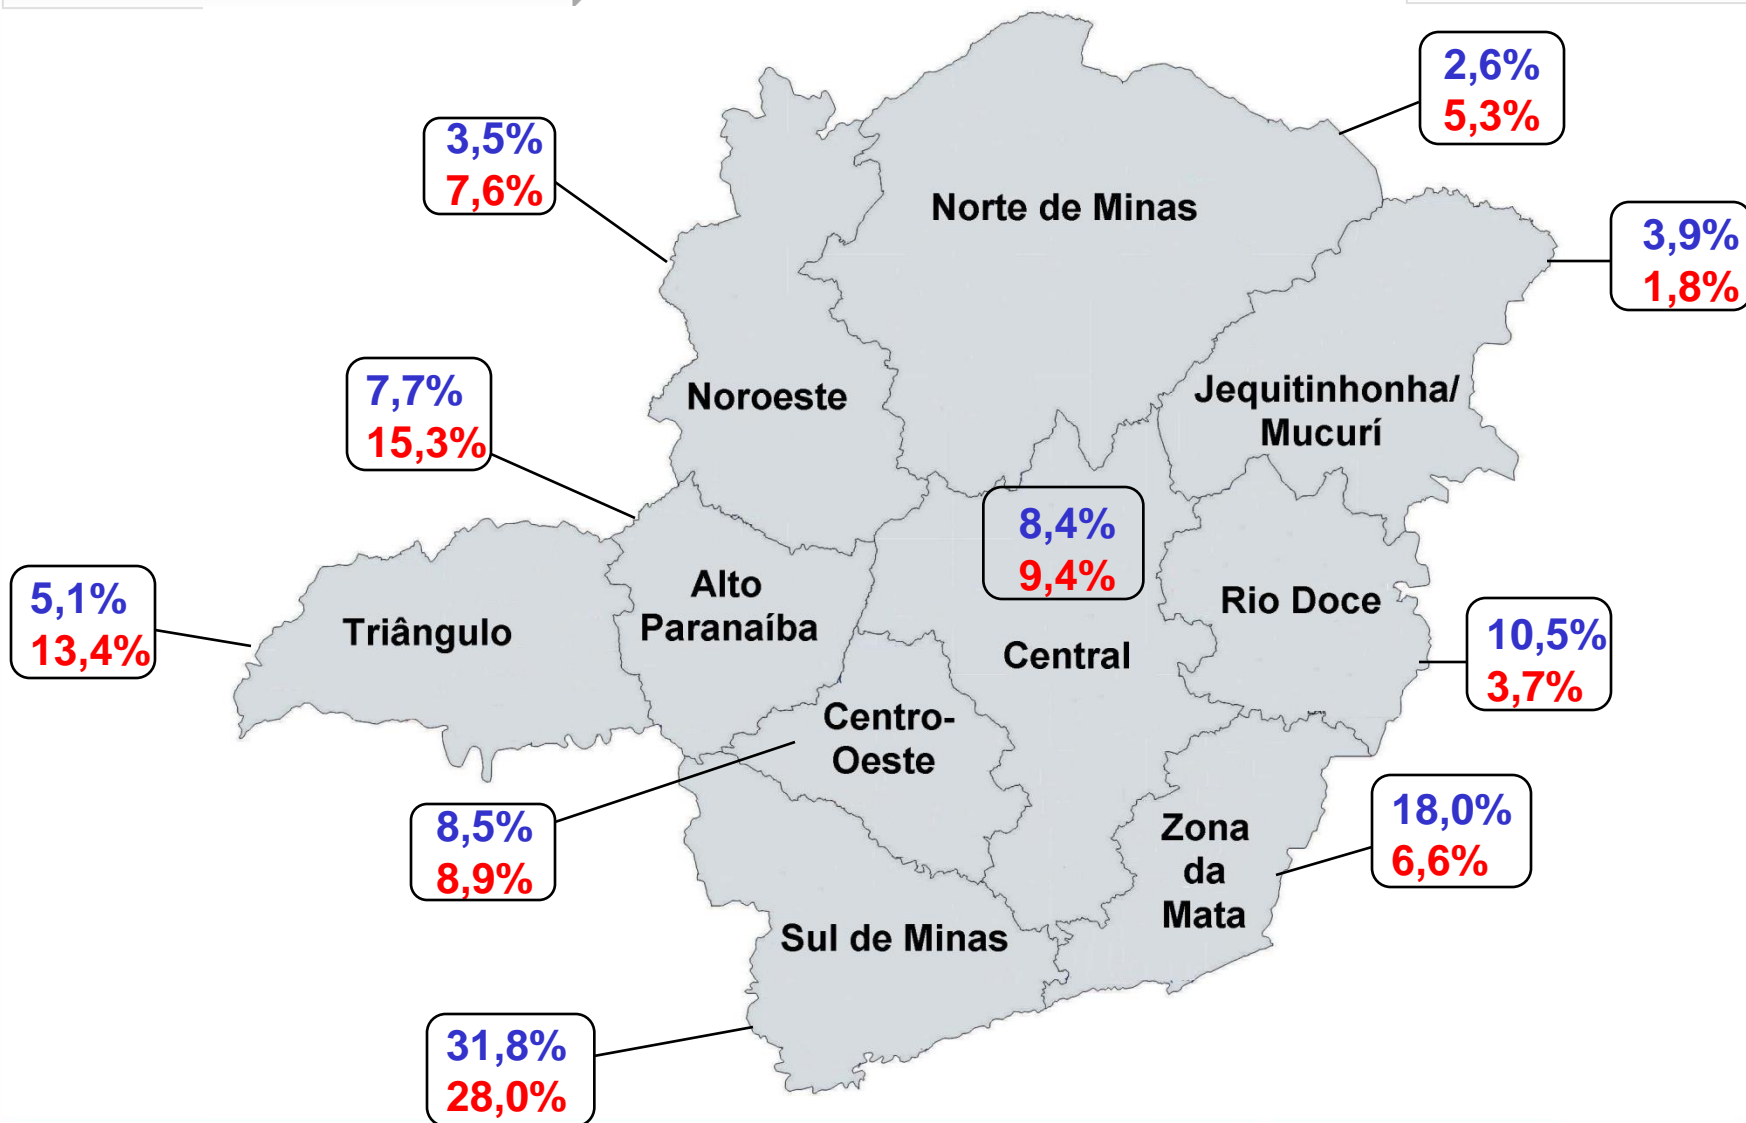 2,6%
5,3%
3,5%
7,6%
Norte de Minas
3,9%
1,8%
7,7%
15,3%
Noroeste
Jequitinhonha/
Mucurí
8,4%
9,4%
5,1%
13,4%
Triângulo
Alto
Paranaíba
Rio Doce
Central
10,5%
3,7%
Centro-
Oeste
8,5%
8,9%
18,0%
6,6%
Zona
da
Mata
Sul de Minas
31,8%
28,0%